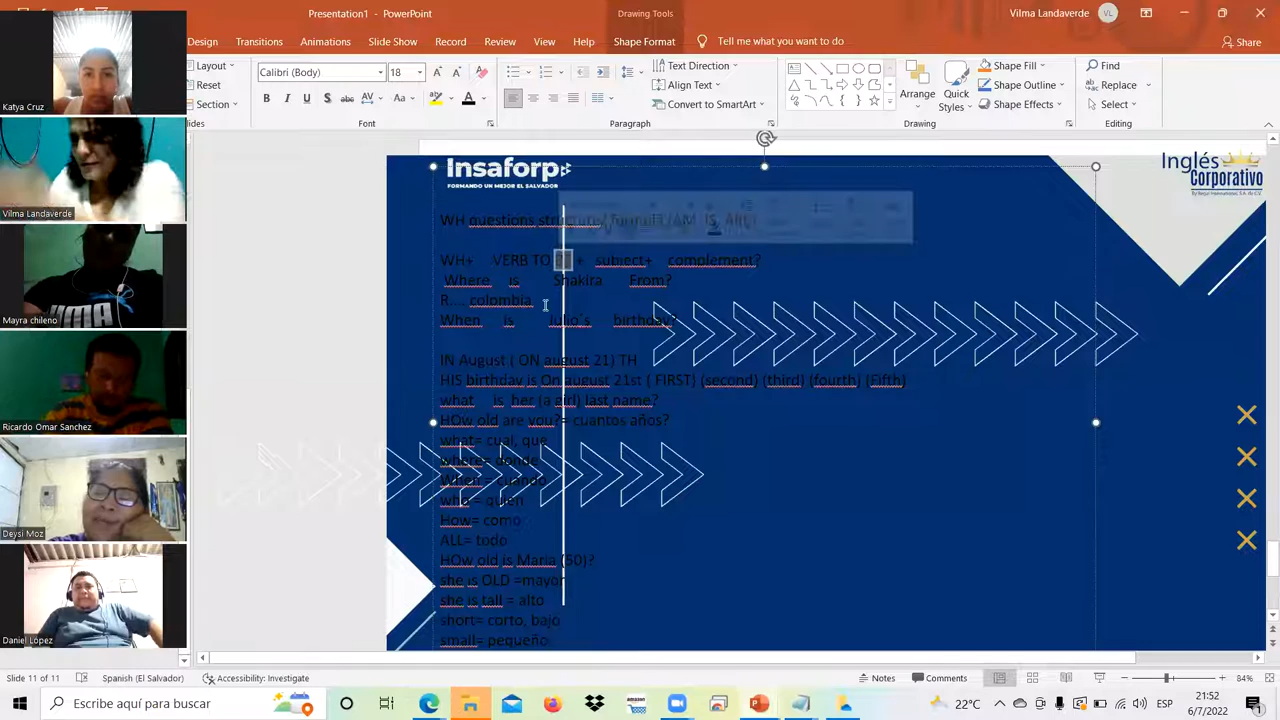 Presentation1 - PowerPoint
Drawing Tools
Vilma Landaverde VL
Design Transitions Animations Slide Show Review View Help Shape Format Tell me what you want to do Share
Layout
Reset
Section
Calibri (Body) 18
Font
Paragraph
Text Direction
Align Text
Convert to SmartArt
Arrange
Quick Styles
Shape Fill
Shape Outline
Shape Effects
Drawing
Find
Replace
Select
Editing
Katya Cruz
Vilma Landaverde
Mayra chileno
Ricardo Omar Sanchez
Deysi Moz
Daniel López
Insaforp
FORMANDO UN MEJOR EL SALVADOR
Inglés
Corporativo
WH questions
WH+ VERB TO + subject+ complement?
Where is Shakira From?
R.... colombia
When is julio´s birthday?
IN August ( ON august 21) TH
HIS birthday is On august 21st ( FIRST) (second) (third) (fourth) (Fifth)
what is her (a girl) last name?
HOw old are you?= cuantos años?
what= cual, que
where= donde
When = cuando
who = quien
How= como
ALL= todo
HOw old is Maria (50)?
she is OLD =mayor
she is tall = alto
short= corto, bajo
small= pequeño
Slide 11 of 11 Spanish (El Salvador) Accessibility: Investigate Notes Comments 84%
Escribe aquí para buscar
22°C ESP 21:52
6/7/2022